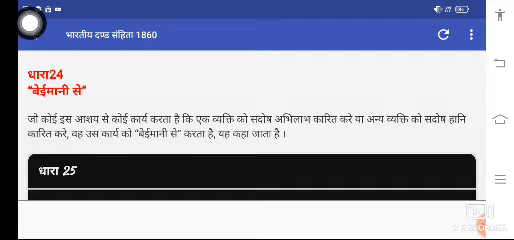 भारतीय दण्ड संहिता 1860
धारा24
“बेईमानी से”
जो कोई इस आशय से कोई कार्य करता है कि एक व्यक्ति को सदोष अभिलाभ कारित करे या अन्य व्यक्ति को सदोष हानि
कारित करे, वह उस कार्य को “बेईमानी से” करता है, यह कहा जाता है ।
धारा 25